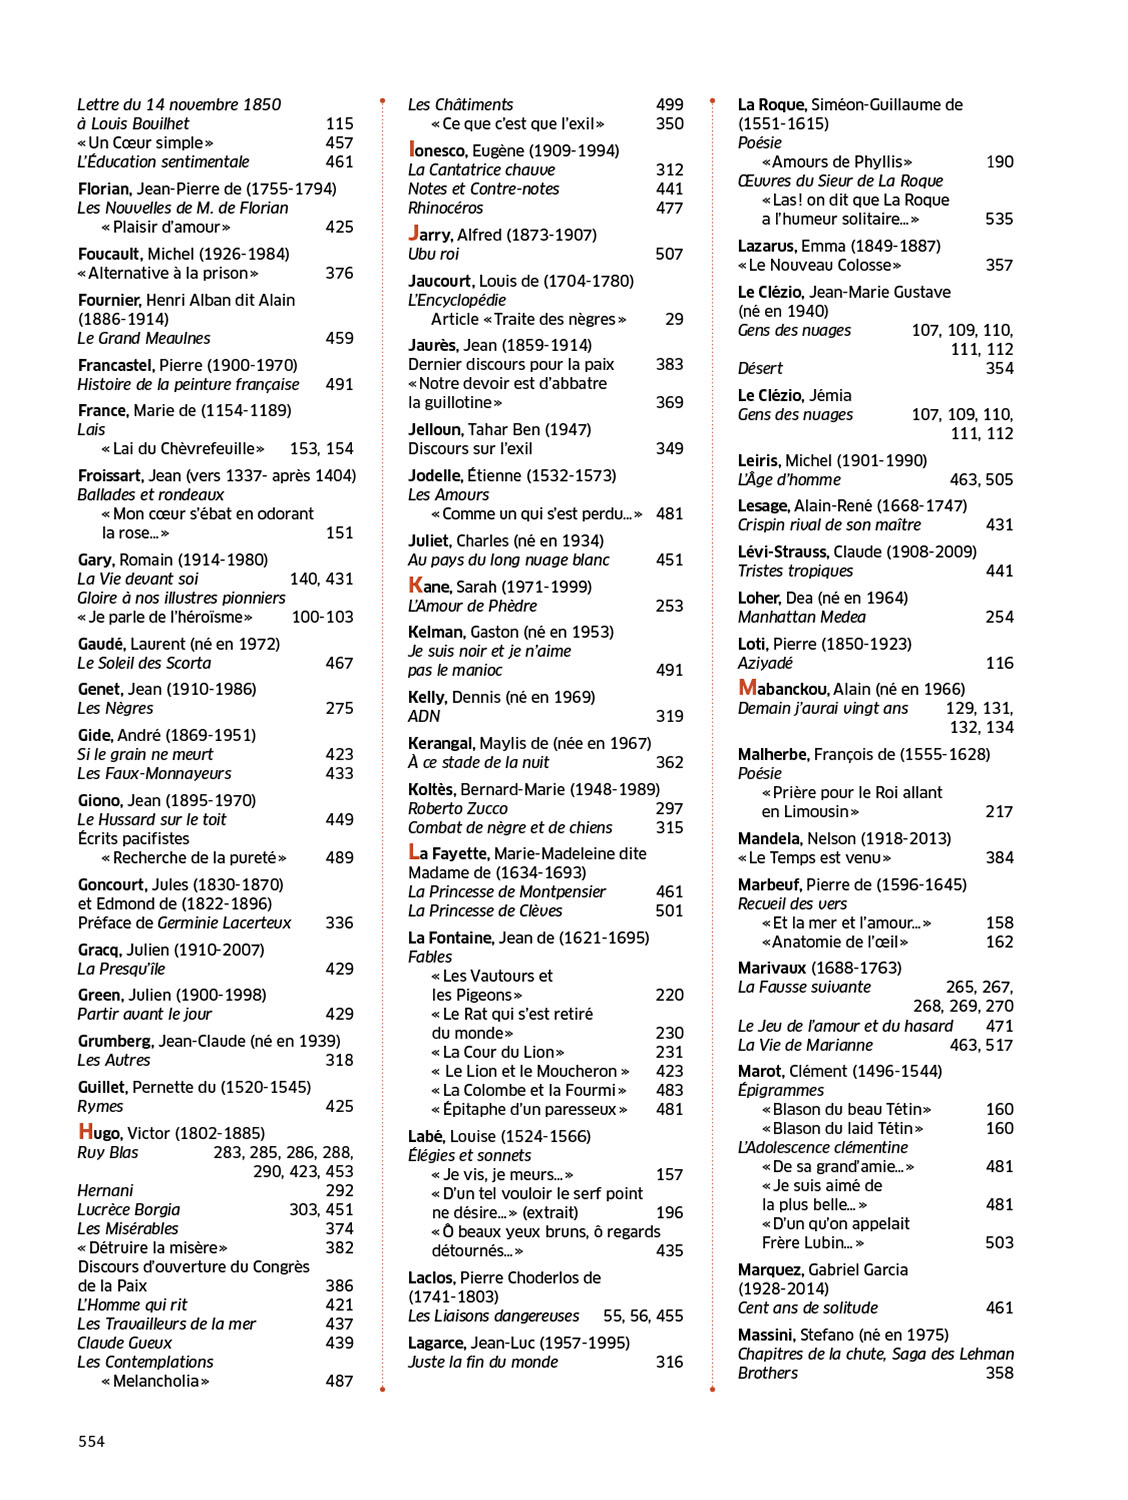 Lettre du 14 novembre 1850
à Louis Bouilhet 115
« Un Cœur simple » 457
L'Éducation sentimentale 461
Florian, Jean-Pierre de (1755-1794)
Les Nouvelles de M. de Florian
« Plaisir d'amour » 425
Foucault, Michel (1926-1984)
« Alternative à la prison » 376
Fournier, Henri Alban dit Alain
(1886-1914)
Le Grand Meaulnes 459
Francastel, Pierre (1900-1970)
Histoire de la peinture française 491
France, Marie de (1154-1189)
Lais
« Lai du Chèvrefeuille » 153, 154
Froissart, Jean (vers 1337- après 1404)
Ballades et rondeaux
« Mon cœur s'ébat en odorant
la rose... » 151
Gary, Romain (1914-1980)
La Vie devant soi 140, 431
Gloire à nos illustres pionniers
« Je parle de l'héroïsme » 100-103
Gaudé, Laurent (né en 1972)
Le Soleil des Scorta 467
Genet, Jean (1910-1986)
Les Nègres 275
Gide, André (1869-1951)
Si le grain ne meurt 423
Les Faux-Monnayeurs 433
Giono, Jean (1895-1970)
Le Hussard sur le toit 449
Écrits pacifistes
« Recherche de la pureté » 489
Goncourt, Jules (1830-1870)
et Edmond de (1822-1896)
Préface de Germinie Lacerteux 336
Gracq, Julien (1910-2007)
La Presqu'île 429
Green, Julien (1900-1998)
Partir avant le jour 429
Grumberg, Jean-Claude (né en 1939)
Les Autres 318
Guillet, Pernette du (1520-1545)
Rymes 425
Hugo, Victor (1802-1885)
Ruy Blas 283, 285, 286, 288,
290, 423, 453
Hernani 292
Lucrèce Borgia 303, 451
Les Misérables 374
« Détruire la misère » 382
Discours d'ouverture du Congrès
de la Paix 386
L'Homme qui rit 421
Les Travailleurs de la mer 437
Claude Gueux 439
Les Contemplations
« Melancholia » 487
Les Châtiments 499
« Ce que c'est que l'exil » 350
Ionesco, Eugène (1909-1994)
La Cantatrice chauve 312
Notes et Contre-notes 441
Rhinocéros 477
Jarry, Alfred (1873-1907)
Ubu roi 507
Jaucourt, Louis de (1704-1780)
L'Encyclopédie
Article « Traite des nègres » 29
Jaurès, Jean (1859-1914)
Dernier discours pour la paix 383
« Notre devoir est d'abbatre
la guillotine » 369
Jelloun, Tahar Ben (1947)
Discours sur l'exil 349
Jodelle, Étienne (1532-1573)
Les Amours
« Comme un qui s'est perdu... » 481
Juliet, Charles (né en 1934)
Au pays du long nuage blanc 451
Kane, Sarah (1971-1999)
L'Amour de Phèdre 253
Kelman, Gaston (né en 1953)
Je suis noir et je n'aime
pas le manioc 491
Kelly, Dennis (né en 1969)
ADN 319
Kerangal, Maylis de (née en 1967)
À ce stade de la nuit 362
Koltès, Bernard-Marie (1948-1989)
Roberto Zucco 297
Combat de nègre et de chiens 315
La Fayette, Marie-Madeleine dite
Madame de (1634-1693)
La Princesse de Montpensier 461
La Princesse de Clèves 501
La Fontaine, Jean de (1621-1695)
Fables
« Les Vautours et
les Pigeons » 220
« Le Rat qui s'est retiré
du monde » 230
« La Cour du Lion » 231
« Le Lion et le Moucheron » 423
« La Colombe et la Fourmi » 483
« Épitaphe d'un paresseux » 481
Labé, Louise (1524-1566)
Élégies et sonnets
« Je vis, je meurs... » 157
« D'un tel vouloir le serf point
ne désire... » (extrait) 196
« Ô beaux yeux bruns, ô regards
détournés... » 435
Laclos, Pierre Choderlos de
(1741-1803)
Les Liaisons dangereuses 55, 56, 455
Lagarce, Jean-Luc (1957-1995)
Juste la fin du monde 316
La Roque, Siméon-Guillaume de
(1551-1615)
Poésie
« Amours de Phyllis » 190
Œuvres du Sieur de La Roque
« Las ! on dit que La Roque
a l'humeur solitaire... » 535
Lazarus, Emma (1849-1887)
« Le Nouveau Colosse » 357
Le Clézio, Jean-Marie Gustave
(né en 1940)
Gens des nuages 107, 109, 110,
111, 112
Désert 354
Le Clézio, Jémia
Gens des nuages 107, 109, 110,
111, 112
Leiris, Michel (1901-1990)
L'Âge d'homme 463, 505
Lesage, Alain-René (1668-1747)
Crispin rival de son maître 431
Lévi-Strauss, Claude (1908-2009)
Tristes tropiques 441
Loher, Dea (né en 1964)
Manhattan Medea 254
Loti, Pierre (1850-1923)
Aziyadé 116
Mabanckou, Alain (né en 1966)
Demain j'aurai vingt ans 129, 131,
132, 134
Malherbe, François de (1555-1628)
Poésie
« Prière pour le Roi allant
en Limousin » 217
Mandela, Nelson (1918-2013)
« Le Temps est venu » 384
Marbeuf, Pierre de (1596-1645)
Recueil des vers
« Et la mer et l'amour... » 158
« Anatomie de l'œil » 162
Marivaux (1688-1763)
La Fausse suivante 265, 267,
268, 269, 270
Le Jeu de l'amour et du hasard 471
La Vie de Marianne 463, 517
Marot, Clément (1496-1544)
Épigrammes
« Blason du beau Tétin » 160
« Blason du laid Tétin » 160
L'Adolescence clémentine
« De sa grand'amie... » 481
« Je suis aimé de
la plus belle... » 481
« D'un qu'on appelait
Frère Lubin... » 503
Marquez, Gabriel Garcia
(1928-2014)
Cent ans de solitude 461
Massini, Stefano (né en 1975)
Chapitres de la chute, Saga des Lehman
Brothers 358
554